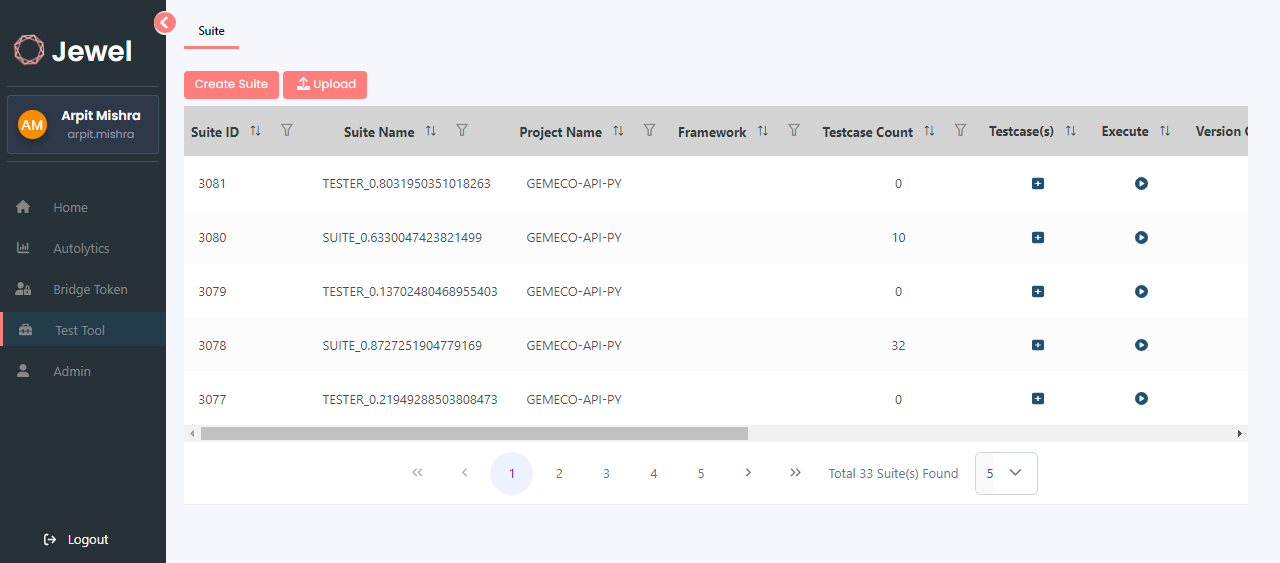 Jewel
AM
Arpit Mishra
arpit.mishra
Home
Autolytics
Bridge Token
Test Tool
Admin
Logout
Suite
Create Suite Upload
Suite ID Suite Name Project Name Framework Testcase Count Testcase(s) Execute Version
3081 TESTER_0.8031950351018263 GEMECO-API-PY 0
3080 SUITE_0.6330047423821499 GEMECO-API-PY 10
3079 TESTER_0.13702480468955403 GEMECO-API-PY 0
3078 SUITE_0.8727251904779169 GEMECO-API-PY 32
3077 TESTER_0.21949288503808473 GEMECO-API-PY 0
1 2 3 4 5 Total 33 Suite(s) Found 5